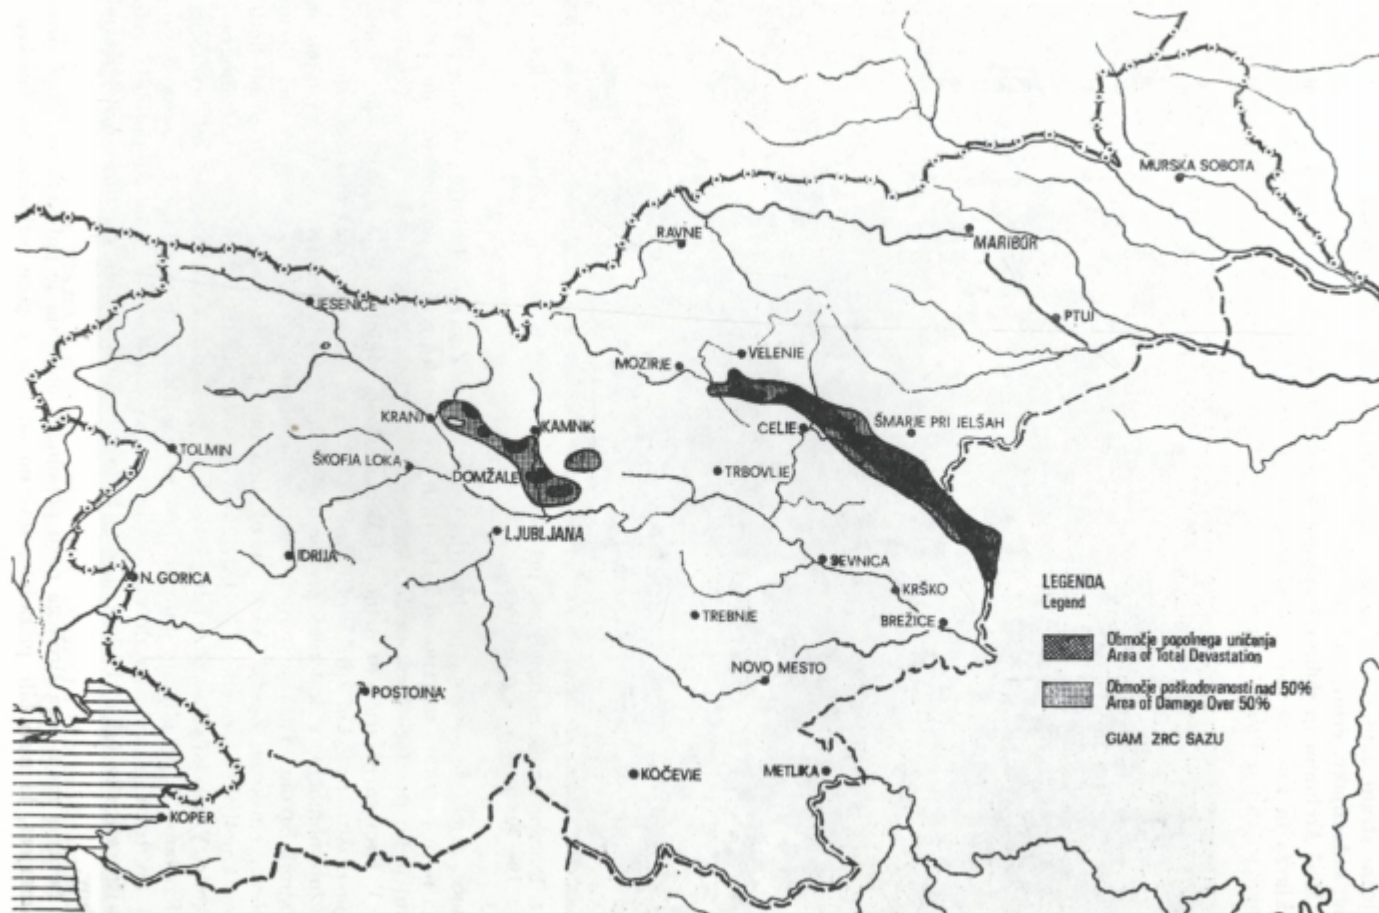 MURSKA SOBOTA
RAVNE
MARIBOR
JESENICE
PTUJ
MOZIRJE
VELENJE
KRANJ
KAMNIK
CELJE
ŠMARJE PRI JELŠAH
TOLMIN
ŠKOFJA LOKA
DOMŽALE
TRBOVLJE
LJUBLJANA
IDRIJA
N. GORICA
SEVNICA
KRŠKO
TREBNJE
BREŽICE
NOVO MESTO
POSTOJNA
KOČEVJE
METLIKA
KOPER
LEGENDA
Legend
Območje popolnega uničenja
Area of Total Devastation
Območje poškodovanosti nad 50%
Area of Damage Over 50%
GIAM ZRC SAZU